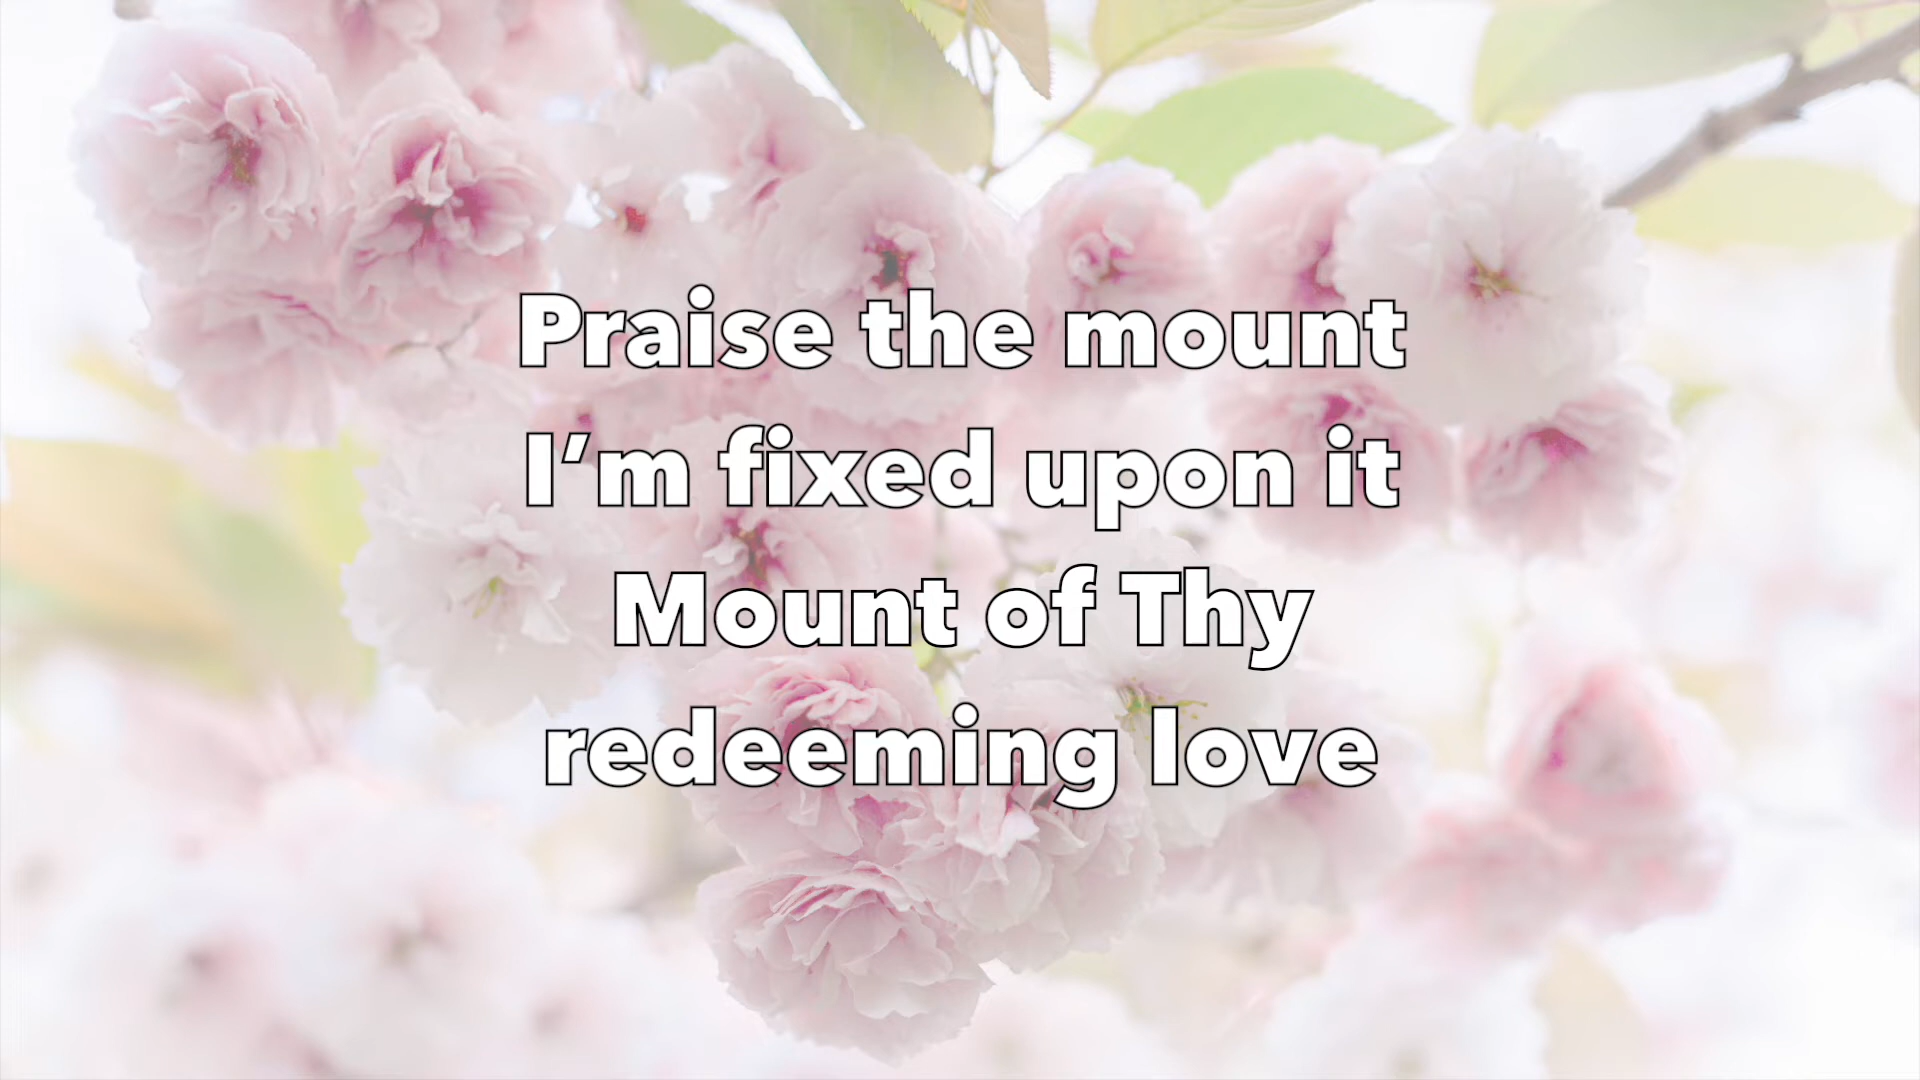 Praise the mount
I’m fixed upon it
Mount of Thy
redeeming love